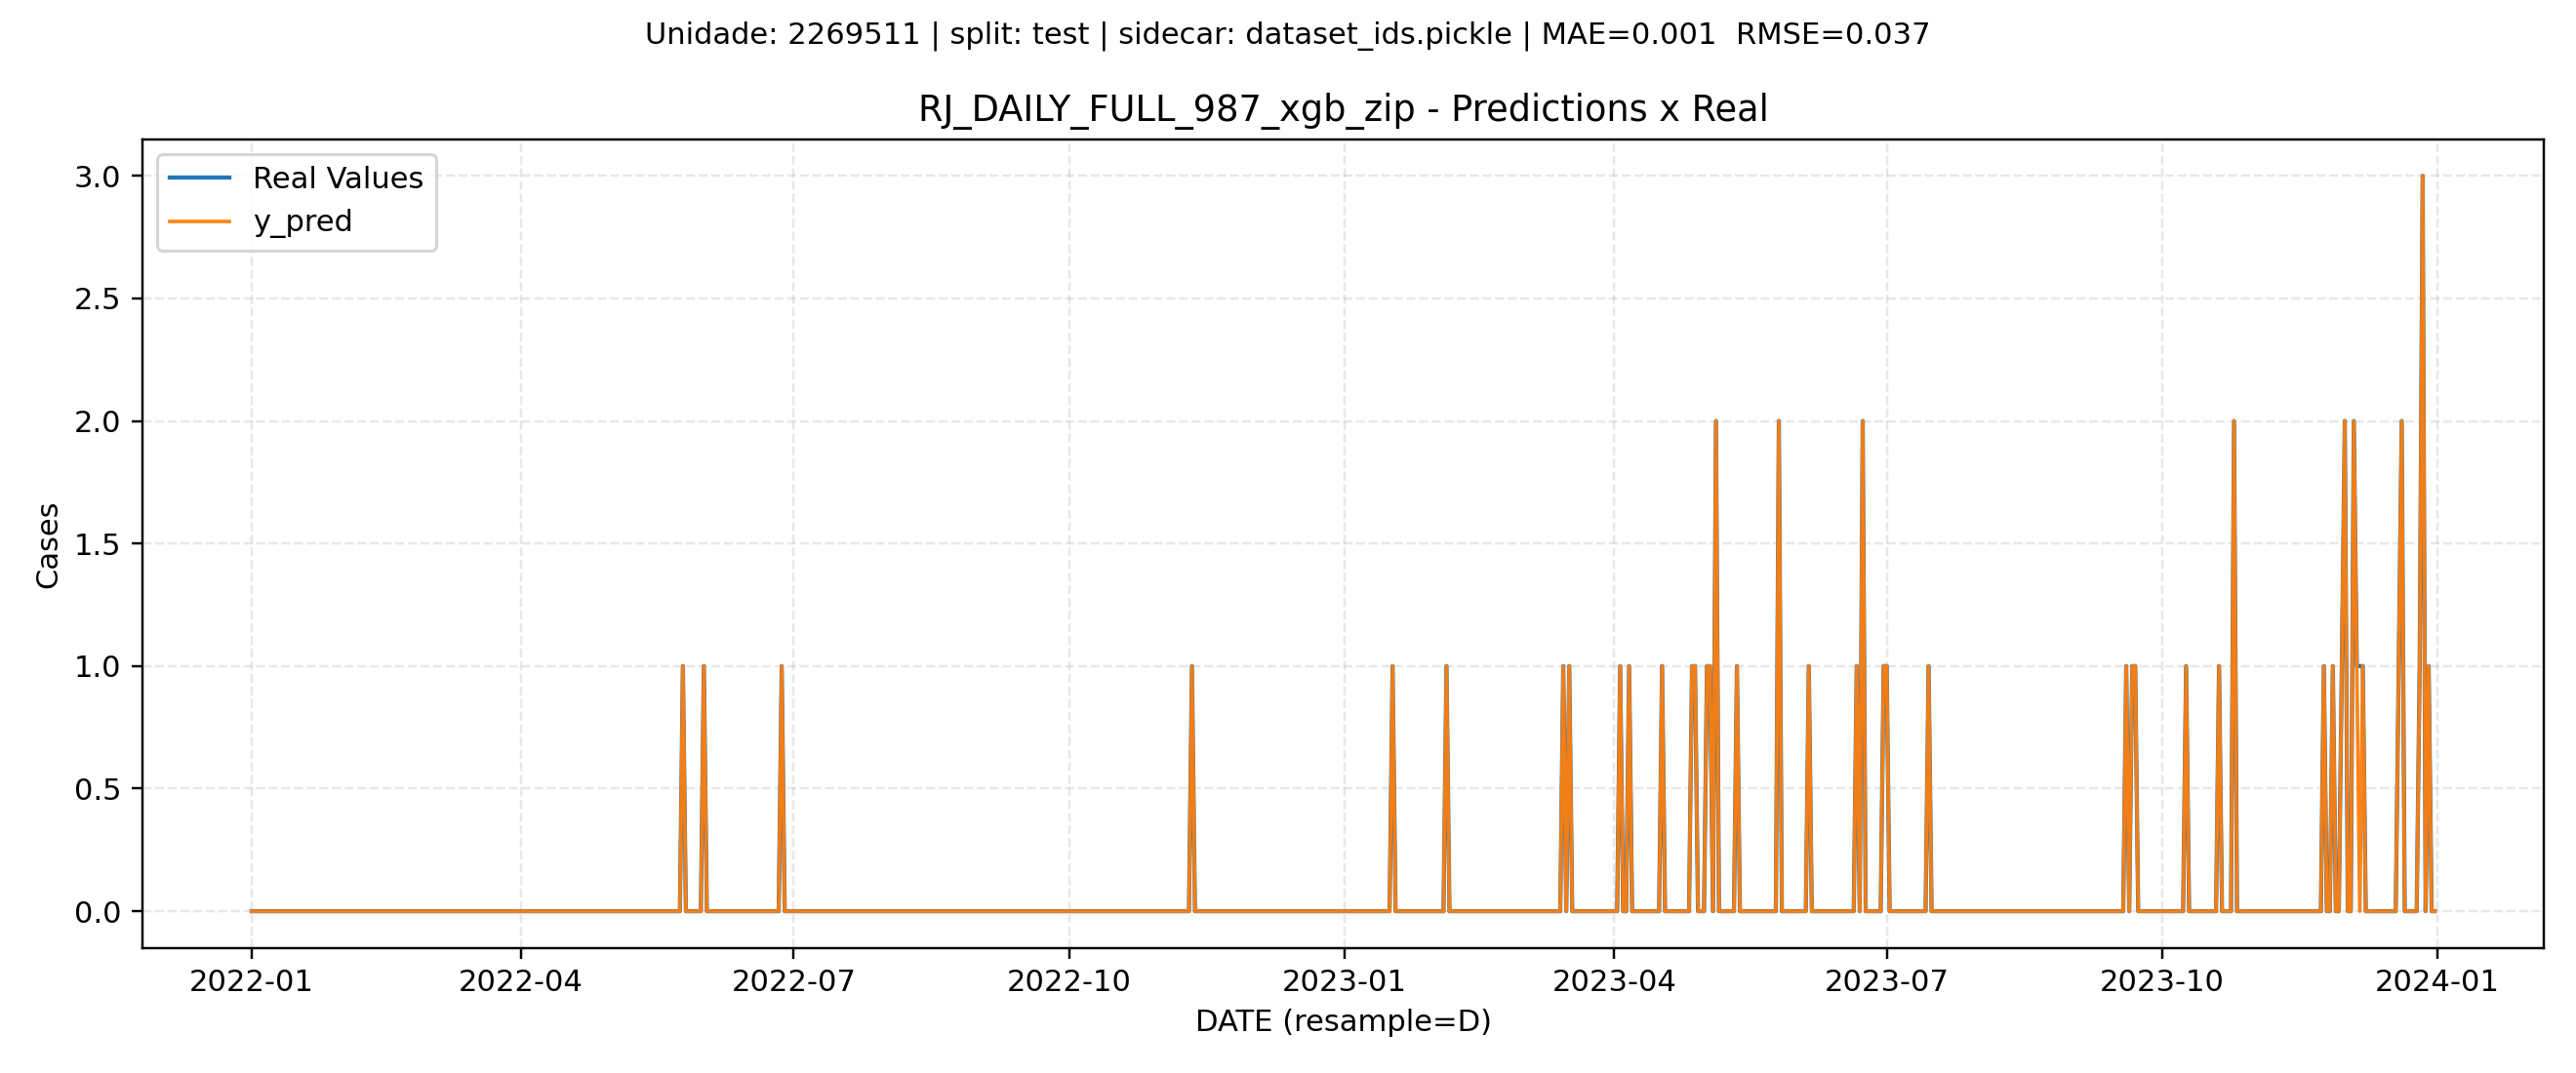 Unidade: 2269511 | split: test | sidecar: dataset_ids.pickle | MAE=0.001  RMSE=0.037
RJ_DAILY_FULL_987_xgb_zip - Predictions x Real
Real Values
y_pred
3.0
2.5
2.0
1.5
1.0
0.5
0.0
Cases
2022-01
2022-04
2022-07
2022-10
2023-01
2023-04
2023-07
2023-10
2024-01
DATE (resample=D)